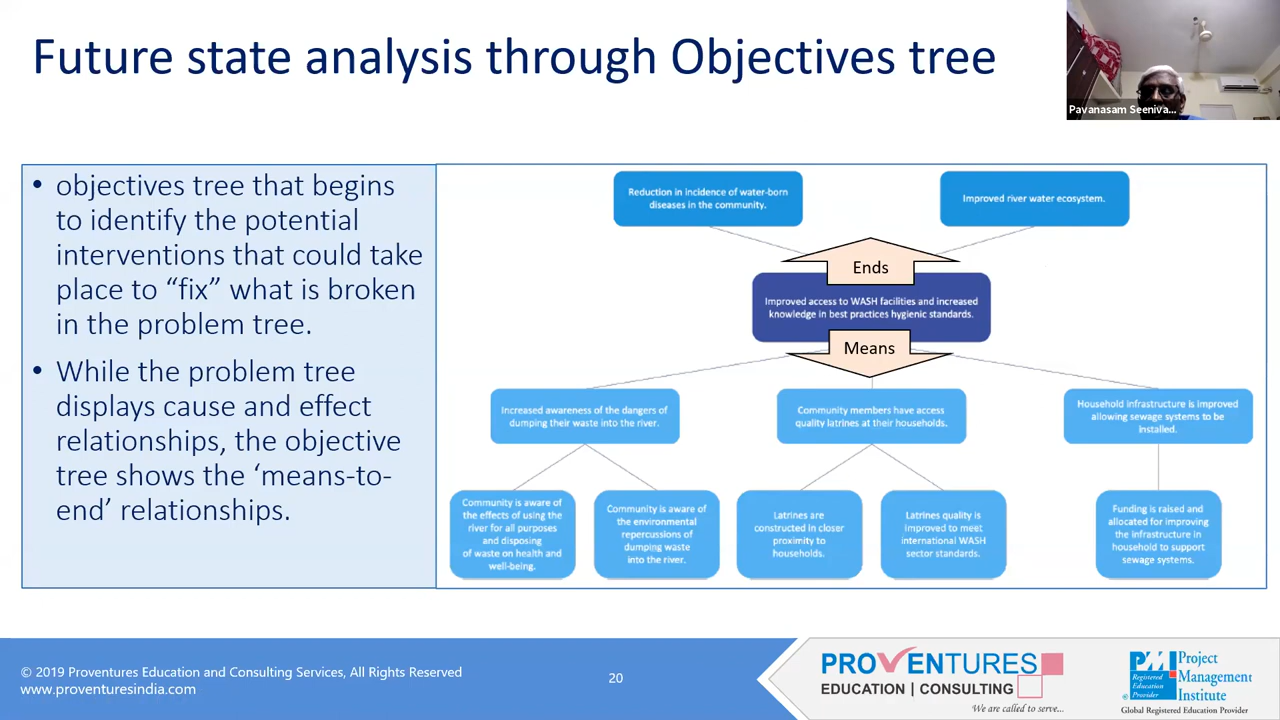 Future state analysis through Objectives tree
Pavanasam Seeniva...
• objectives tree that begins
to identify the potential
interventions that could take
place to “fix” what is broken
in the problem tree.
• While the problem tree
displays cause and effect
relationships, the objective
tree shows the ‘means-to-
end’ relationships.
Reduction in incidence of water-born
diseases in the community.
Improved river water ecosystem.
Ends
Improved access to WASH facilities and increased
knowledge in best practices hygienic standards.
Means
Increased awareness of the dangers of
dumping their waste into the river.
Community members have access
quality latrines at their households.
Household infrastructure is improved
allowing sewage systems to be
installed.
Community is aware of
the effects of using the
river for all purposes
and disposing
of waste on health and
well-being.
Community is aware of
the environmental
repercussions of
dumping waste
into the river.
Latrines are
constructed in closer
proximity to
households.
Latrines quality is
improved to meet
international WASH
sector standards.
Funding is raised and
allocated for improving
the infrastructure in
household to support
sewage systems.
© 2019 Proventures Education and Consulting Services, All Rights Reserved
www.proventuresindia.com
20
PROVENTURES
EDUCATION | CONSULTING
We are called to serve...
PMI
Registered
Education
Provider
®
Project
Management
Institute
Global Registered Education Provider